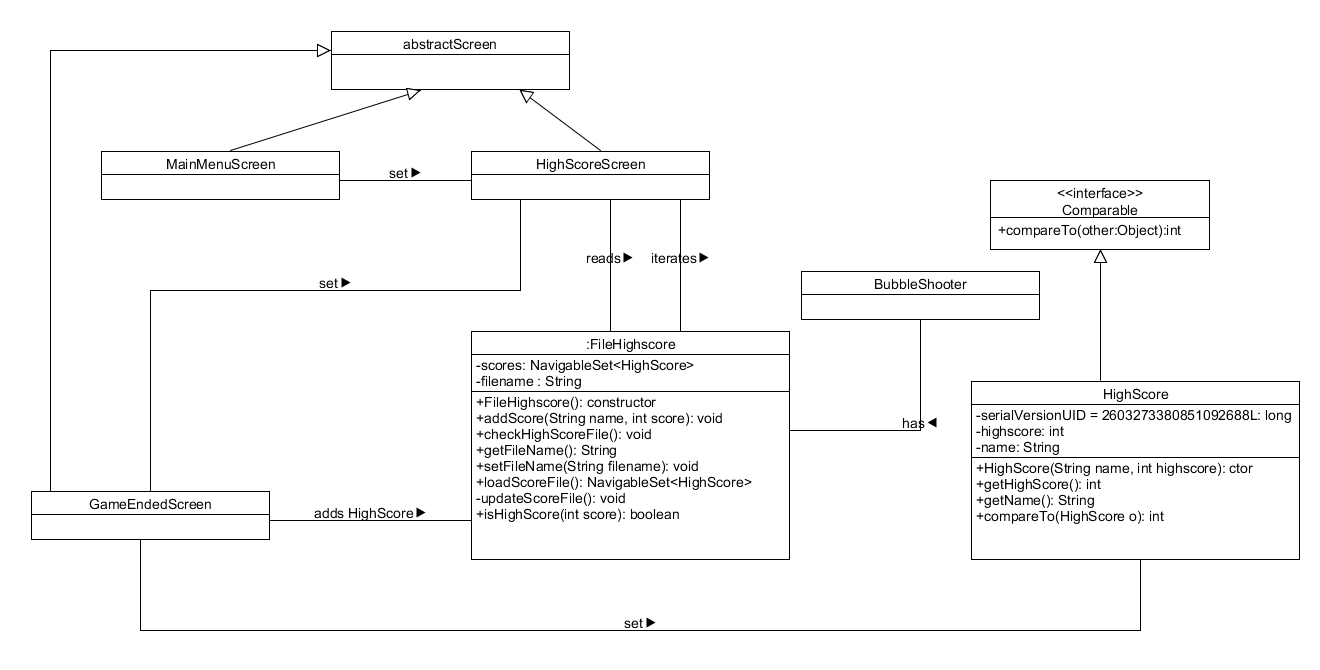 abstractScreen
MainMenuScreen
set ▶
HighScoreScreen
<<interface>>
Comparable
+compareTo(other:Object):int
reads ▶
iterates ▶
set ▶
BubbleShooter
:FileHighscore
-scores: NavigableSet<HighScore>
-filename : String
+FileHighscore(): constructor
+addScore(String name, int score): void
+checkHighScoreFile(): void
+getFileName(): String
+setFileName(String filename): void
+loadScoreFile(): NavigableSet<HighScore>
-updateScoreFile(): void
+isHighScore(int score): boolean
has ◀
HighScore
-serialVersionUID = 2603273380851092688L: long
-highscore: int
-name: String
+HighScore(String name, int highscore): ctor
+getHighScore(): int
+getName(): String
+compareTo(HighScore o): int
GameEndedScreen
adds HighScore ▶
set ▶